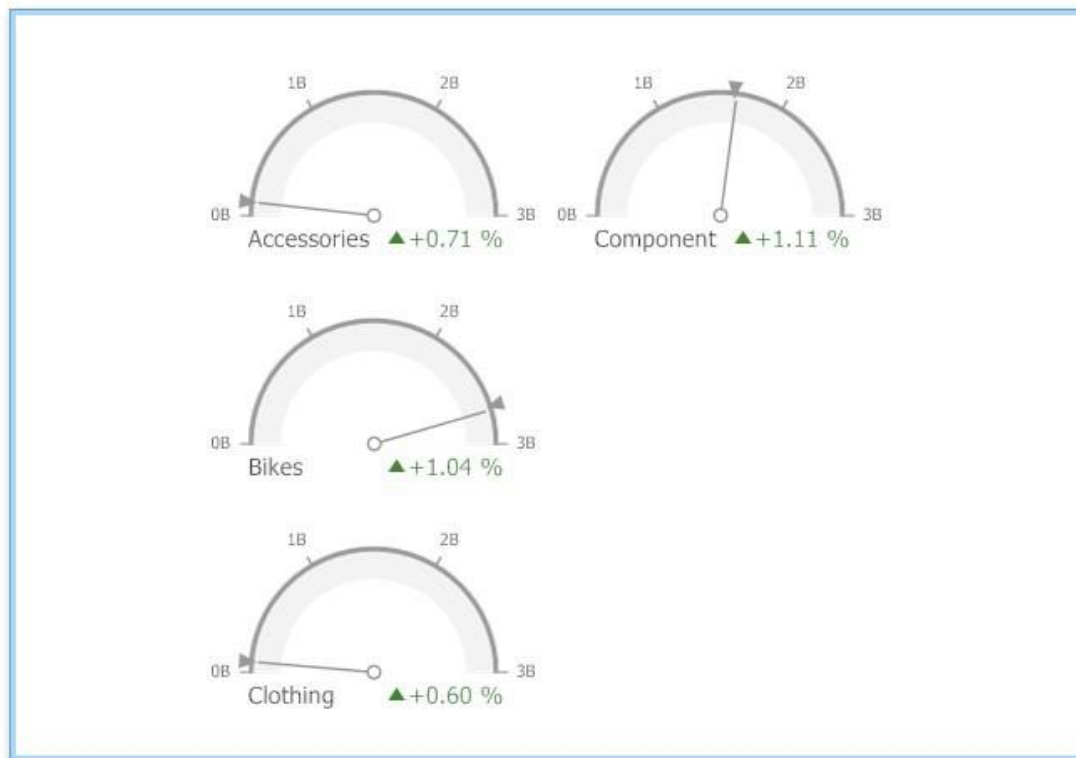 1B 2B 1B 2B
0B 3B 0B 3B
Accessories ▲+0.71 % Component ▲+1.11 %
1B 2B
0B 3B
Bikes ▲+1.04 %
1B 2B
0B 3B
Clothing ▲+0.60 %